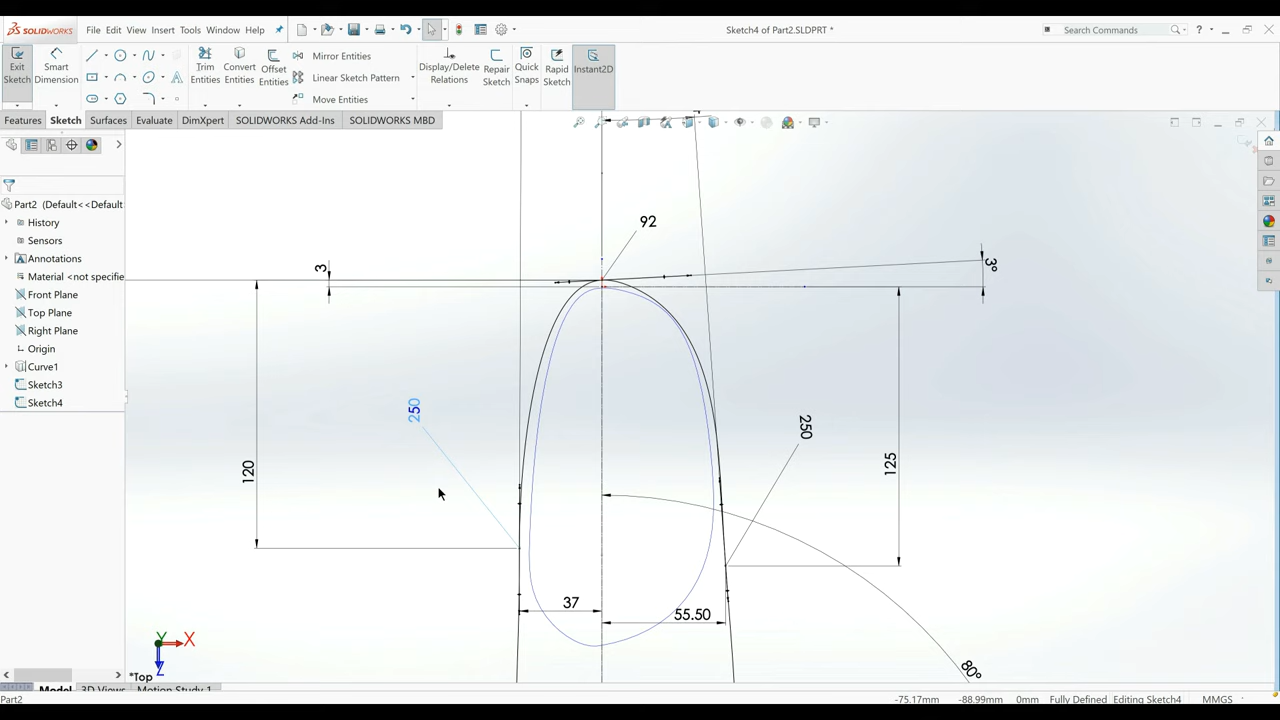 SOLIDWORKS File Edit View Insert Tools Window Help Sketch4 of Part2.SLDPRT * Search Commands ?
Exit Sketch Smart Dimension Trim Entities Convert Entities Offset Entities Mirror Entities Linear Sketch Pattern Move Entities Display/Delete Relations Repair Sketch Quick Snaps Rapid Sketch Instant2D
Features Sketch Surfaces Evaluate DimXpert SOLIDWORKS Add-Ins SOLIDWORKS MBD
Part2 (Default<<Default
History
Sensors
Annotations
Material <not specifie
Front Plane
Top Plane
Right Plane
Origin
Curve1
Sketch3
Sketch4
92
3
3°
250
250
120
125
37
55.50
80°
Y
X
Z
*Top
Model 3D Views Motion Study 1
Part2 -75.17mm -88.99mm 0mm Fully Defined Editing Sketch4 MMGS